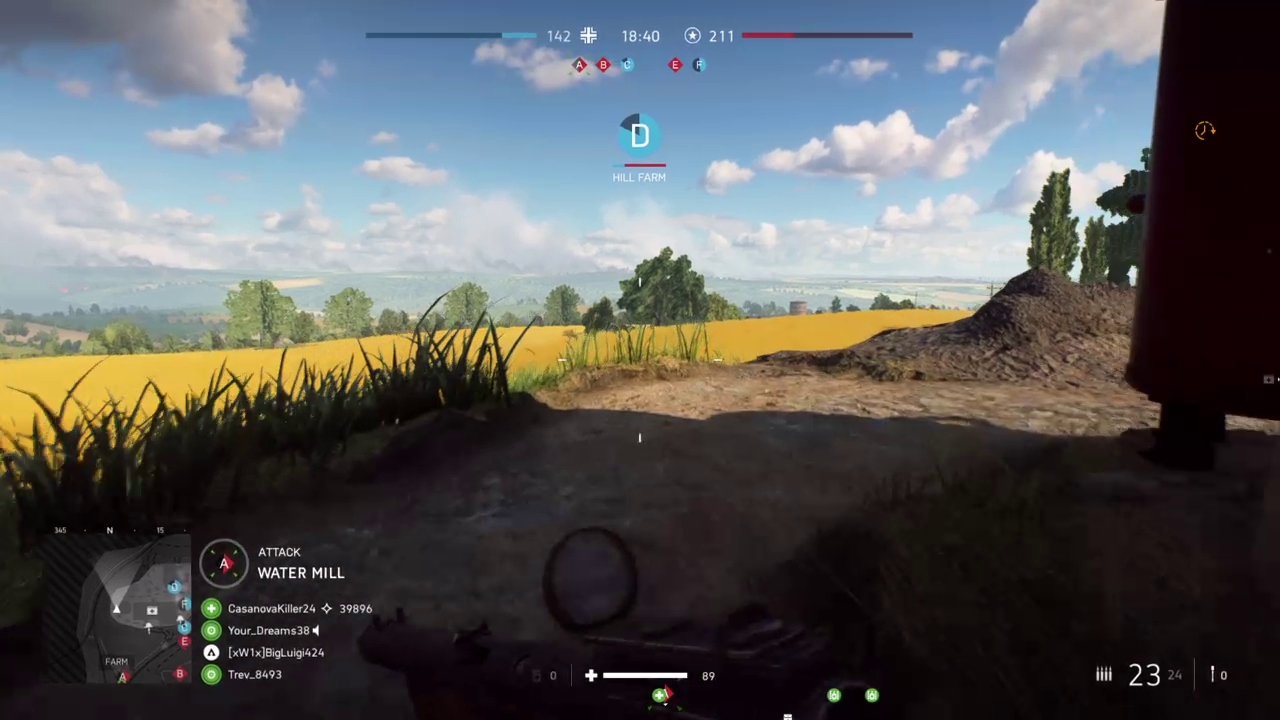 142 18:40 211
A B C E F
D
HILL FARM
345 N 15
A ATTACK
WATER MILL
CasanovaKiller24 39896
Your_Dreams38
[xW1x]BigLuigi424
Trev_8493
FARM
A B E F C
0 89
23 24 0